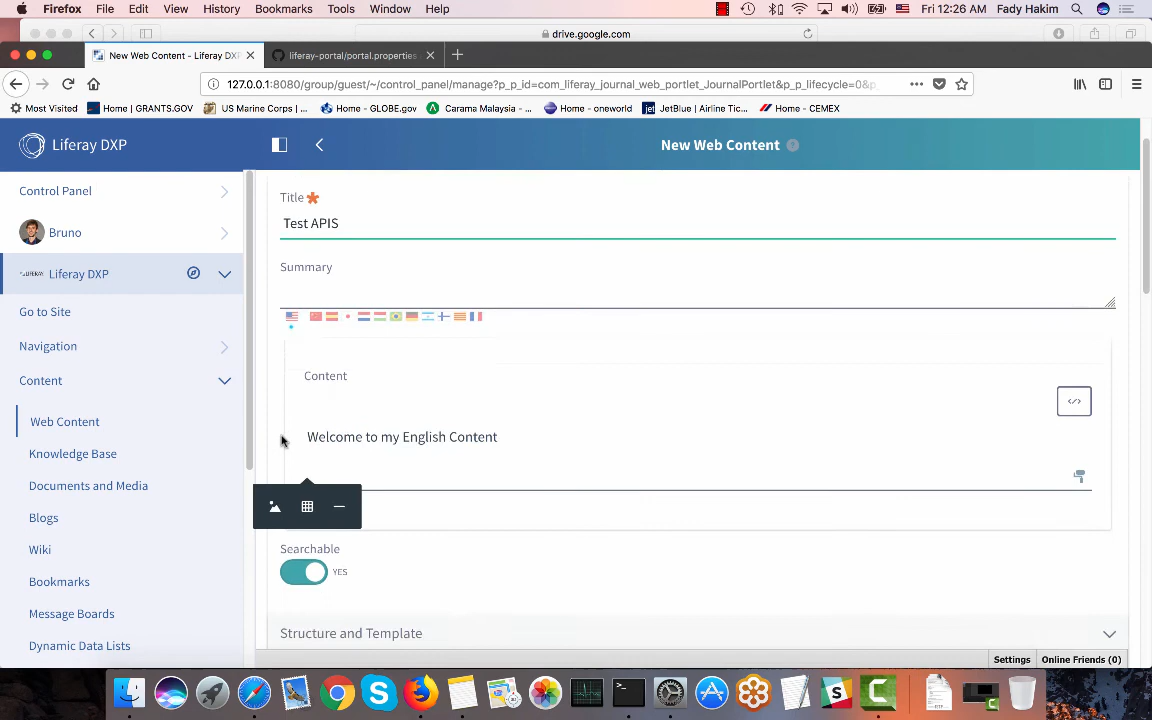 Firefox File Edit View History Bookmarks Tools Window Help Fri 12:26 AM Fady Hakim
drive.google.com
New Web Content - Liferay DX liferay-portal/portal.properties
127.0.0.1:8080/group/guest/~/control_panel/manage?p_p_id=com_liferay_journal_web_portlet_JournalPortlet&p_p_lifecycle=0&p_
Most Visited Home | GRANTS.GOV US Marine Corps |... Home - GLOBE.gov Carama Malaysia -... Home - oneworld JetBlue | Airline Tic... Home - CEMEX
Liferay DXP
New Web Content
Control Panel
Bruno
Liferay DXP
Go to Site
Navigation
Content
Web Content
Knowledge Base
Documents and Media
Blogs
Wiki
Bookmarks
Message Boards
Dynamic Data Lists
Title
Test APIS
Summary
Content
</>
Welcome to my English Content
Searchable
YES
Structure and Template
Settings Online Friends (0)